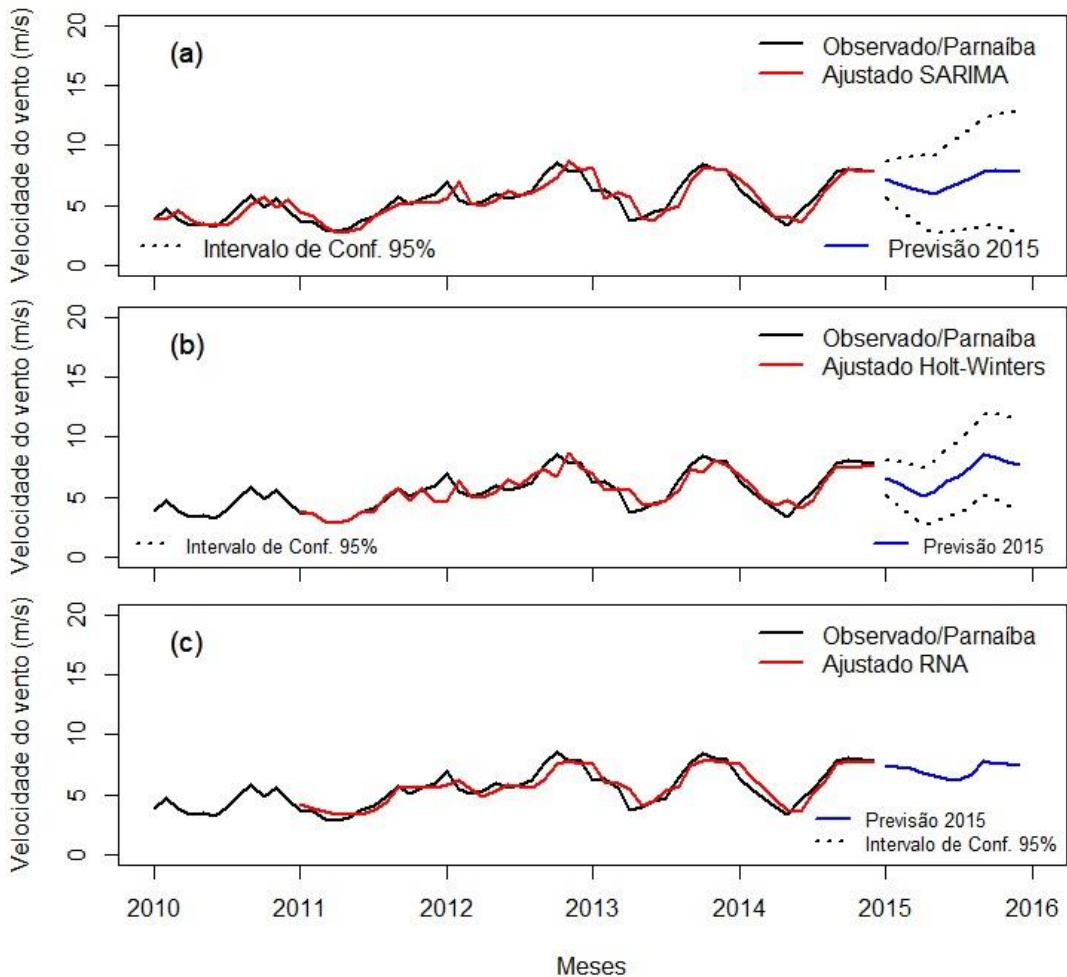 Velocidade do vento (m/s)
20
15
10
5
0
(a)
Observado/Parnaíba
Ajustado SARIMA
Intervalo de Conf. 95%
Previsão 2015
Velocidade do vento (m/s)
20
15
10
5
0
(b)
Observado/Parnaíba
Ajustado Holt-Winters
Intervalo de Conf. 95%
Previsão 2015
Velocidade do vento (m/s)
20
15
10
5
0
(c)
Observado/Parnaíba
Ajustado RNA
Previsão 2015
Intervalo de Conf. 95%
2010 2011 2012 2013 2014 2015 2016
Meses